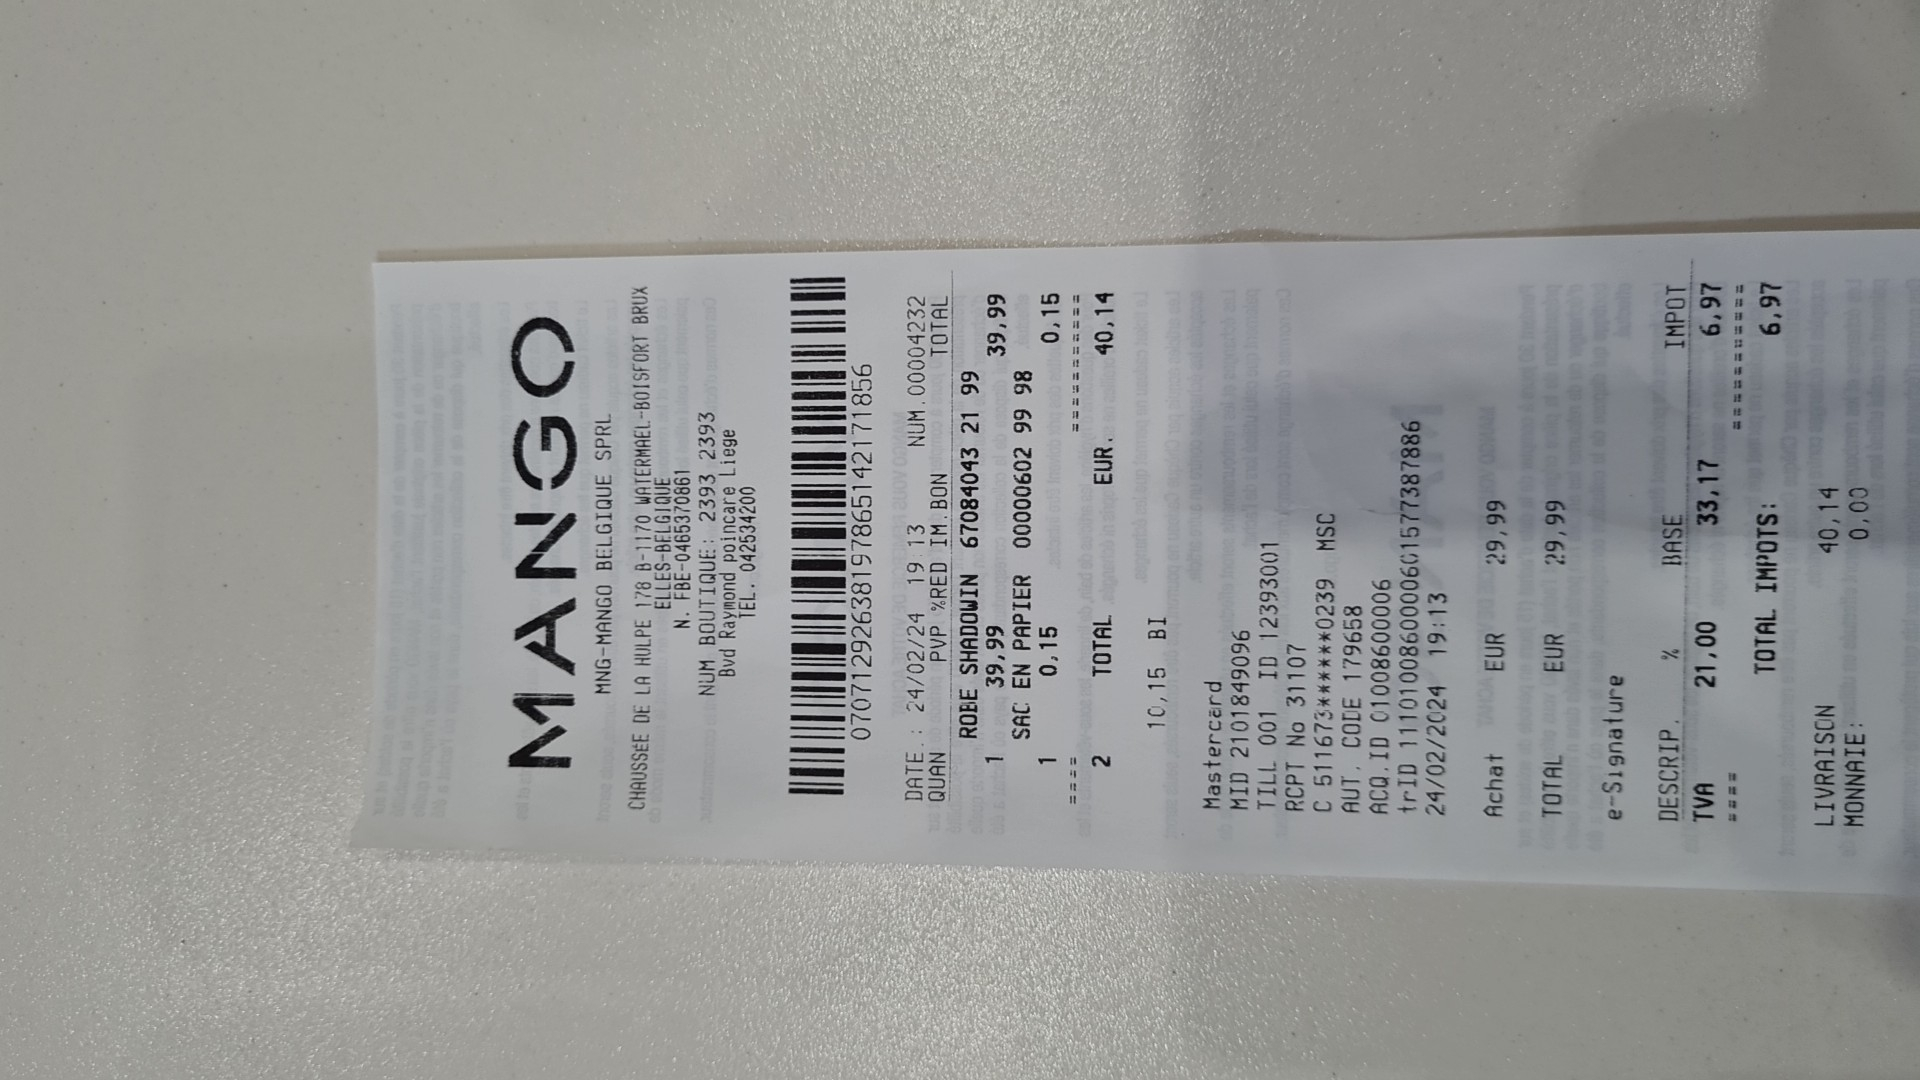 MANGO
MNG-MANGO BELGIQUE SPRL
CHAUSSÉE DE LA HULPE 178 B-1170 WATERMAEL-BOISFORT BRUX
ELLES-BELGIQUE
N. FBE-0465370861
NUM BOUTIQUE: 2393 2393
Bvd Raymond poincare Liege
TEL. 042534200
07071292638197865142171856
DATE.: 24/02/24 19:13 NUM.00004232
QUAN PVP %RED IM.BON TOTAL
ROBE SHADOWIN 67084043 21 99
1 39,99 39,99
SAC EN PAPIER 00000602 99 98
1 0,15 0,15
==== ==========
2 TOTAL EUR. 40,14
10,15 BI
Mastercard
MID 2101849096
TILL 001 ID 12393001
RCPT No 31107
C 511673******0239 MSC
AUT. CODE 179658
ACQ.ID 01008600006
trID 1110100860000601577387886
24/02/2024 19:13
Achat EUR 29,99
TOTAL EUR 29,99
e-Signature
DESCRIP. % BASE IMPOT
TVA 21,00 33,17 6,97
==== ==========
TOTAL IMPOTS: 6,97
LIVRAISON 40,14
MONNAIE: 0,00